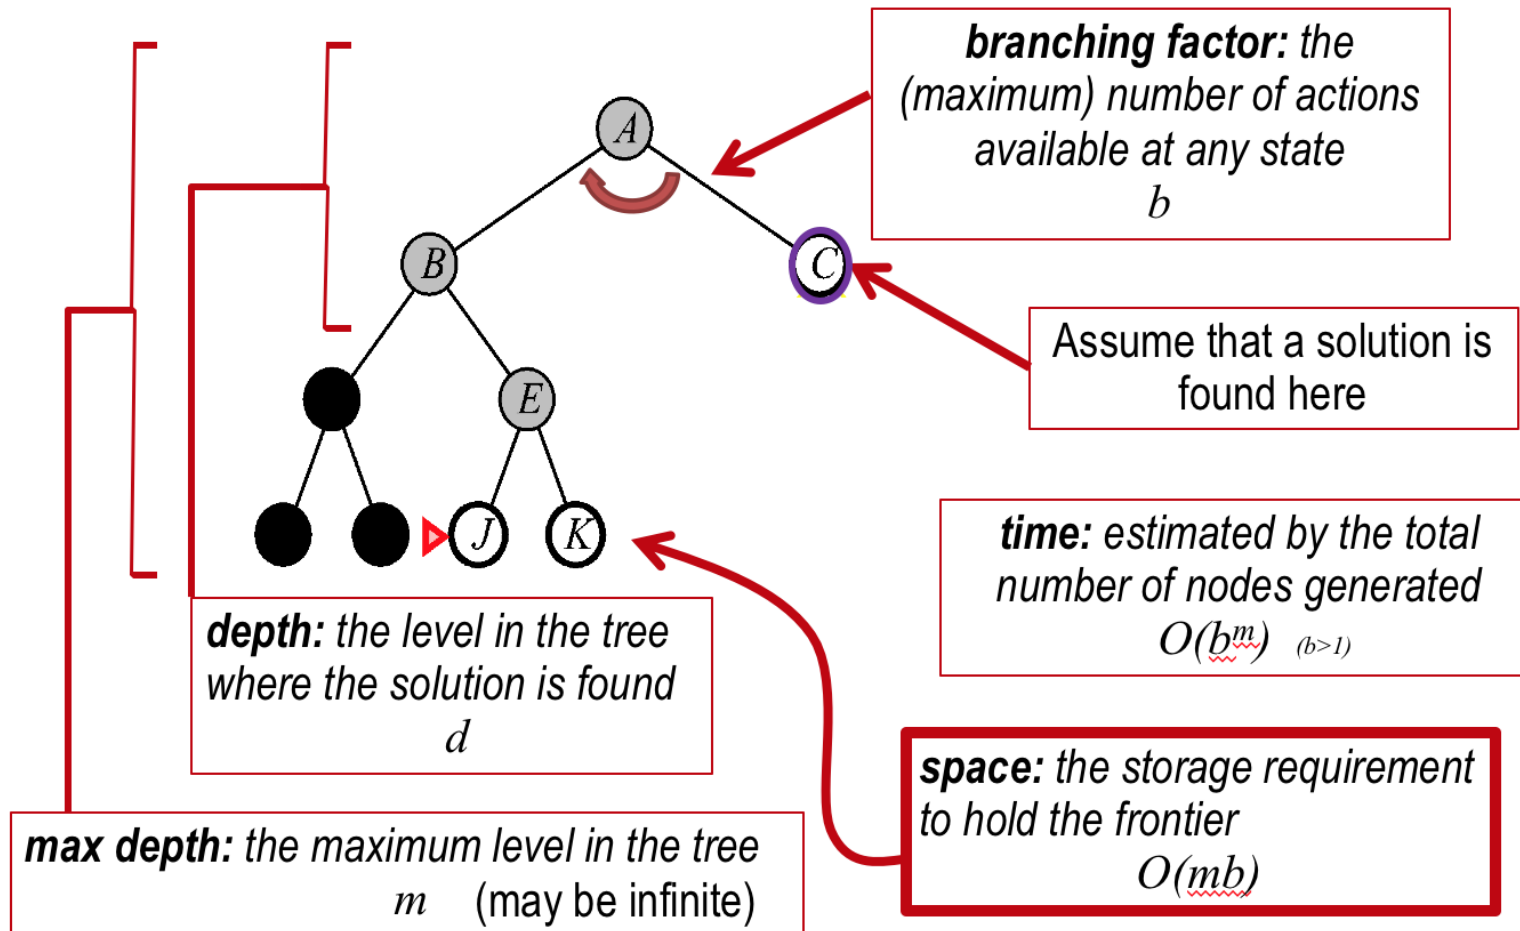 branching factor: the
(maximum) number of actions
available at any state
b
A
B
C
Assume that a solution is
found here
E
J
K
time: estimated by the total
number of nodes generated
O(bᵐ) (b>1)
depth: the level in the tree
where the solution is found
d
space: the storage requirement
to hold the frontier
O(mb)
max depth: the maximum level in the tree
m (may be infinite)